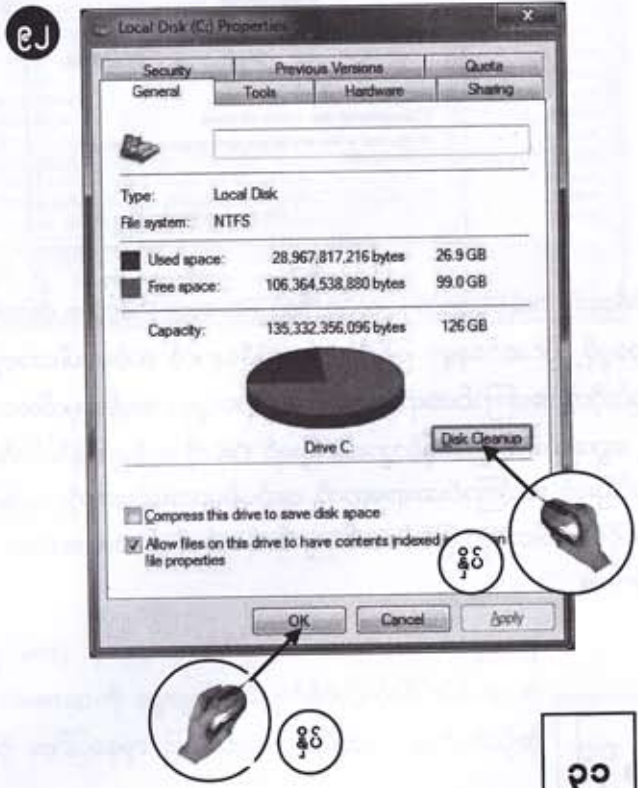 ၉၂
Local Disk (C:) Properties
x
Security Previous Versions Quota
General Tools Hardware Sharing
Type: Local Disk
File system: NTFS
Used space: 28,967,817,216 bytes 26.9 GB
Free space: 106,364,538,880 bytes 99.0 GB
Capacity: 135,332,356,096 bytes 126 GB
Drive C: Disk Cleanup
Compress this drive to save disk space
Allow files on this drive to have contents indexed
file properties
နှိပ်
OK Cancel Apply
နှိပ်